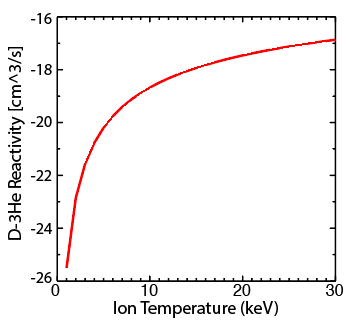 D-3He Reactivity [cm^3/s]
-16
-18
-20
-22
-24
-26
0 10 20 30
Ion Temperature (keV)